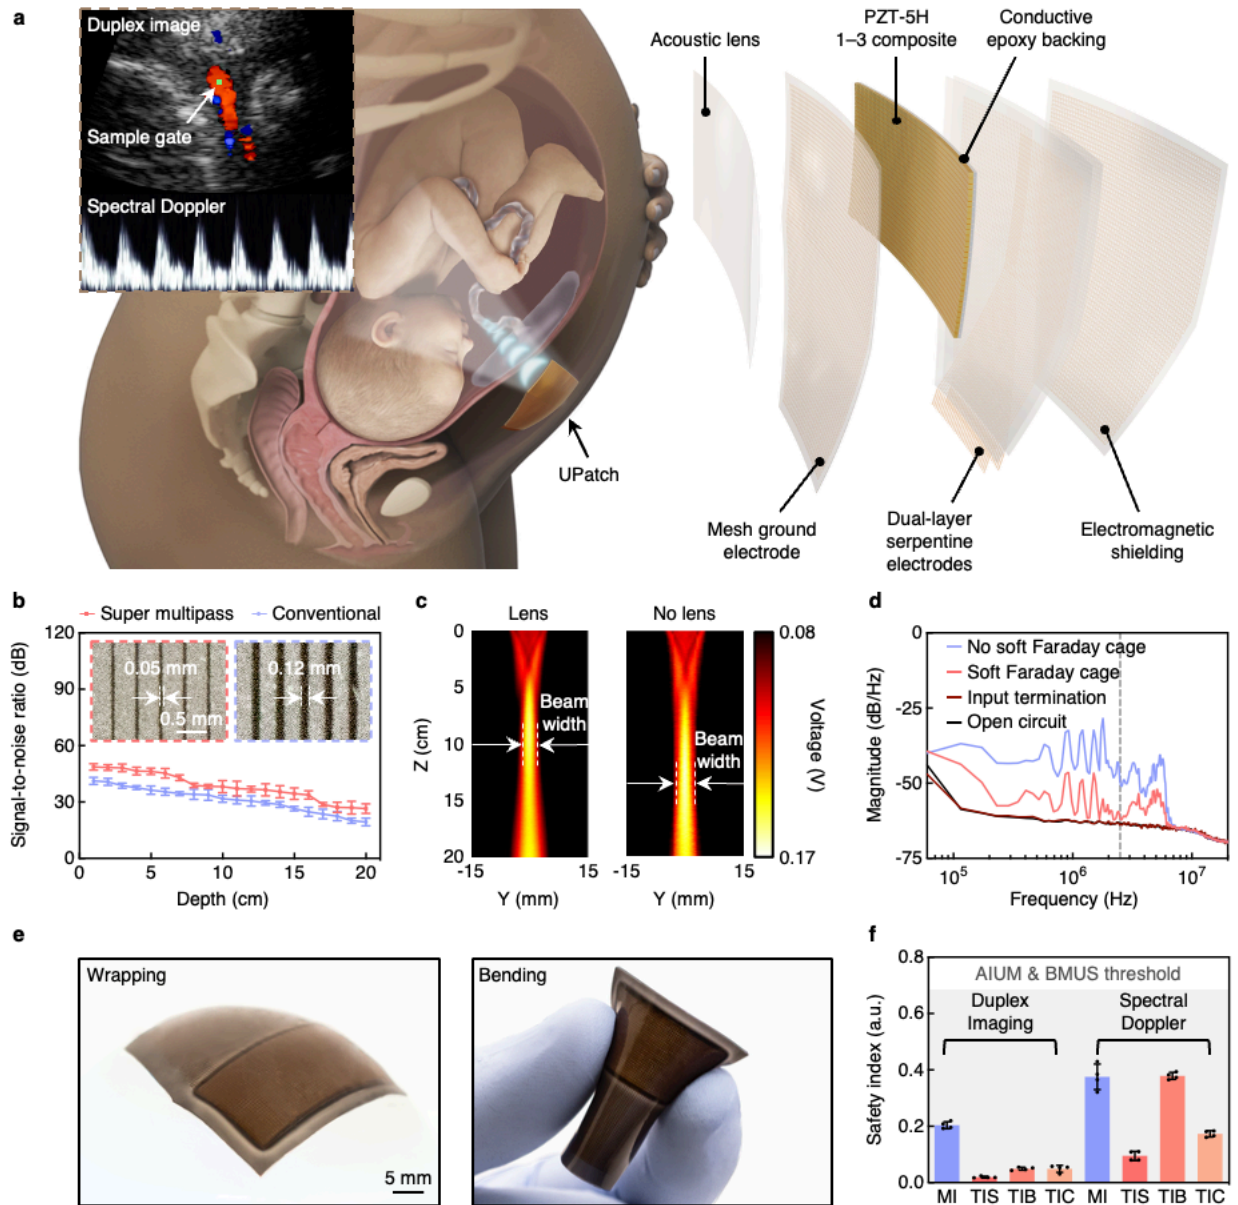 a
Duplex image
Sample gate
Spectral Doppler
UPatch
Acoustic lens
PZT-5H
1–3 composite
Conductive
epoxy backing
Mesh ground
electrode
Dual-layer
serpentine
electrodes
Electromagnetic
shielding
b
Super multipass
Conventional
Signal-to-noise ratio (dB)
120
90
60
30
0
0.05 mm
0.5 mm
0.12 mm
0
5
10
15
20
Depth (cm)
c
Lens
No lens
Z (cm)
0
5
10
15
20
Beam
width
Beam
width
-15
15
-15
15
Y (mm)
Y (mm)
0.08
Voltage (V)
0.17
d
Magnitude (dB/Hz)
0
-25
-50
-75
No soft Faraday cage
Soft Faraday cage
Input termination
Open circuit
10⁵
10⁶
10⁷
Frequency (Hz)
e
Wrapping
5 mm
Bending
f
Safety index (a.u.)
0.8
0.6
0.4
0.2
0.0
AIUM & BMUS threshold
Duplex
Imaging
Spectral
Doppler
MI
TIS
TIB
TIC
MI
TIS
TIB
TIC